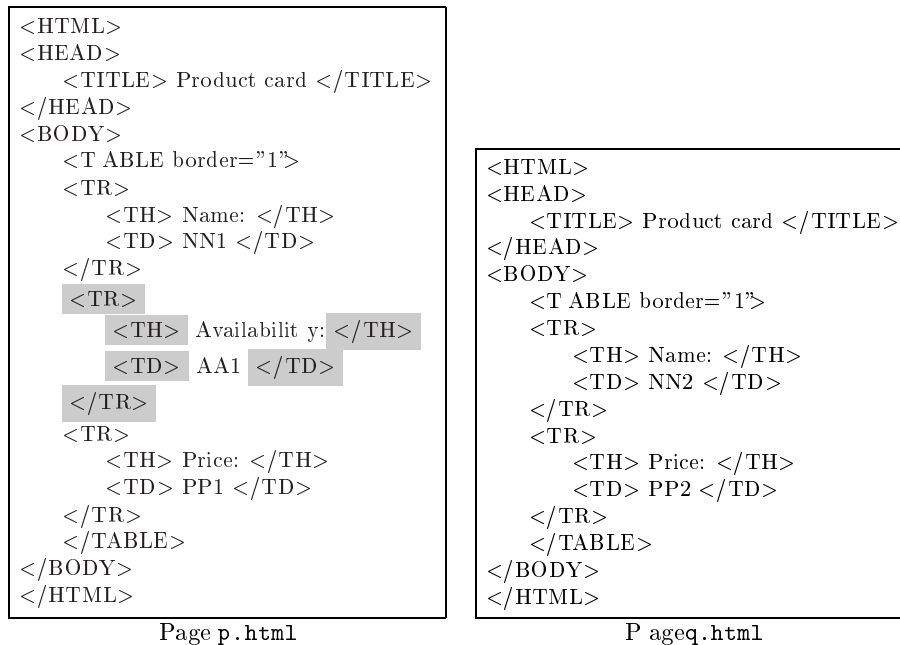 <HTML>
<HEAD>
<TITLE> Product card </TITLE>
</HEAD>
<BODY>
<T ABLE border="1">
<TR>
<TH> Name: </TH>
<TD> NN1 </TD>
</TR>
<TR>
<TH> Availabilit y: </TH>
<TD> AA1 </TD>
</TR>
<TR>
<TH> Price: </TH>
<TD> PP1 </TD>
</TR>
</TABLE>
</BODY>
</HTML>
Page p.html
<HTML>
<HEAD>
<TITLE> Product card </TITLE>
</HEAD>
<BODY>
<T ABLE border="1">
<TR>
<TH> Name: </TH>
<TD> NN2 </TD>
</TR>
<TR>
<TH> Price: </TH>
<TD> PP2 </TD>
</TR>
</TABLE>
</BODY>
</HTML>
P ageq.html